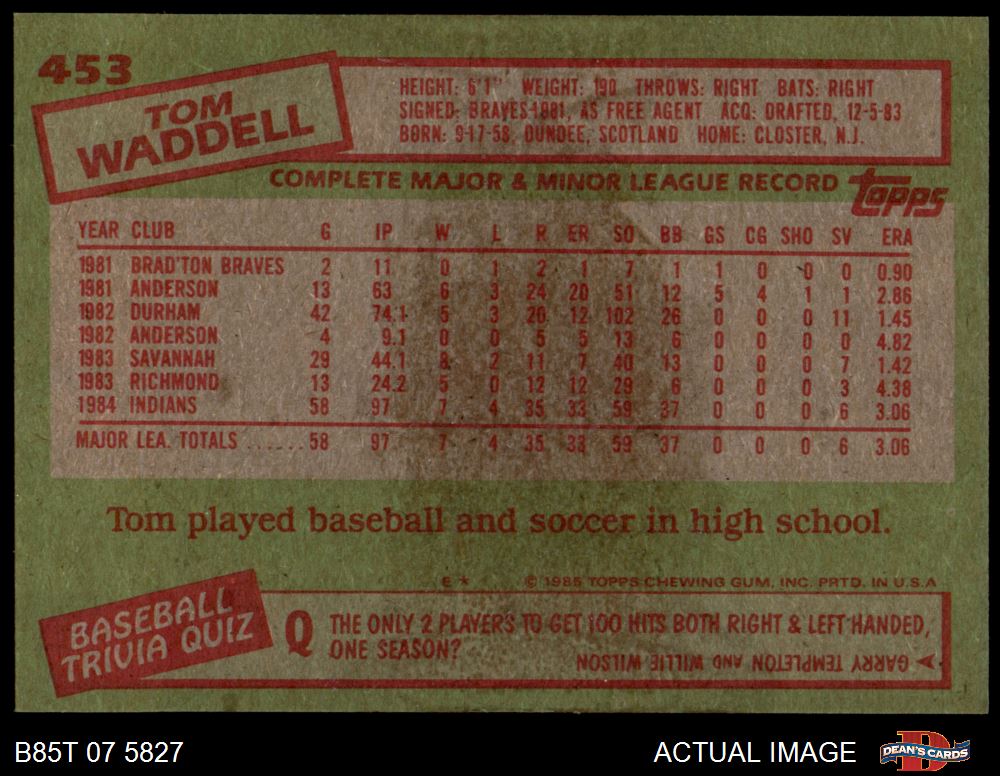 453
TOM
WADDELL
HEIGHT: 6'1" WEIGHT: 190 THROWS: RIGHT BATS: RIGHT
SIGNED: BRAVES 1981, AS FREE AGENT ACQ: DRAFTED, 12-5-83
BORN: 9-17-58, DUNDEE, SCOTLAND HOME: CLOSTER, N.J.
COMPLETE MAJOR & MINOR LEAGUE RECORD topps
YEAR CLUB G IP W L R ER SO BB GS CG SHO SV ERA
1981 BRAD'TON BRAVES 2 11 0 1 2 1 7 1 1 0 0 0 0.90
1981 ANDERSON 13 63 6 3 24 20 51 12 5 4 1 1 2.86
1982 DURHAM 42 74.1 5 3 20 12 102 26 0 0 0 11 1.45
1982 ANDERSON 4 9.1 0 0 5 5 13 6 0 0 0 0 4.82
1983 SAVANNAH 29 44.1 2 11 7 40 13 0 0 0 7 1.42
1983 RICHMOND 13 24.2 5 0 12 12 29 6 0 0 0 3 4.38
1984 INDIANS 58 97 7 4 35 33 59 37 0 0 0 6 3.06
MAJOR LEA. TOTALS ...... 58 97 7 4 35 33 59 37 0 0 0 6 3.06
Tom played baseball and soccer in high school.
E* © 1985 TOPPS CHEWING GUM, INC. PRTD. IN U.S.A
BASEBALL
TRIVIA QUIZ
Q THE ONLY 2 PLAYERS TO GET 100 HITS BOTH RIGHT & LEFT HANDED,
ONE SEASON?
GARRY TEMPLETON AND WILLIE WILSON
B85T 07 5827 ACTUAL IMAGE D DEAN'S CARDS